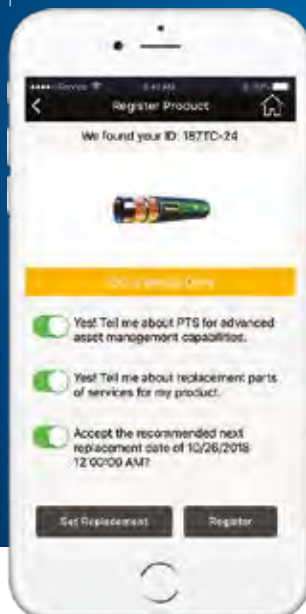 Register Product
We found your ID: 187TC-24
Yes! Tell me about PTS for advanced
asset management capabilities.
Yes! Tell me about replacement parts
of services for my product.
Accept the recommended next
replacement date of 10/26/2018
12:00:00 AM?
Set Replacement
Register